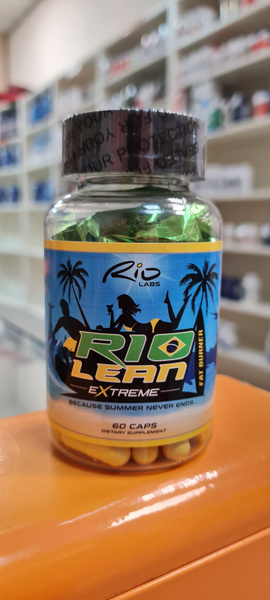 Rio
LABS
RIO
LEAN
EXTREME
FAT BURNER
BECAUSE SUMMER NEVER ENDS...
60 CAPS
DIETARY SUPPLEMENT